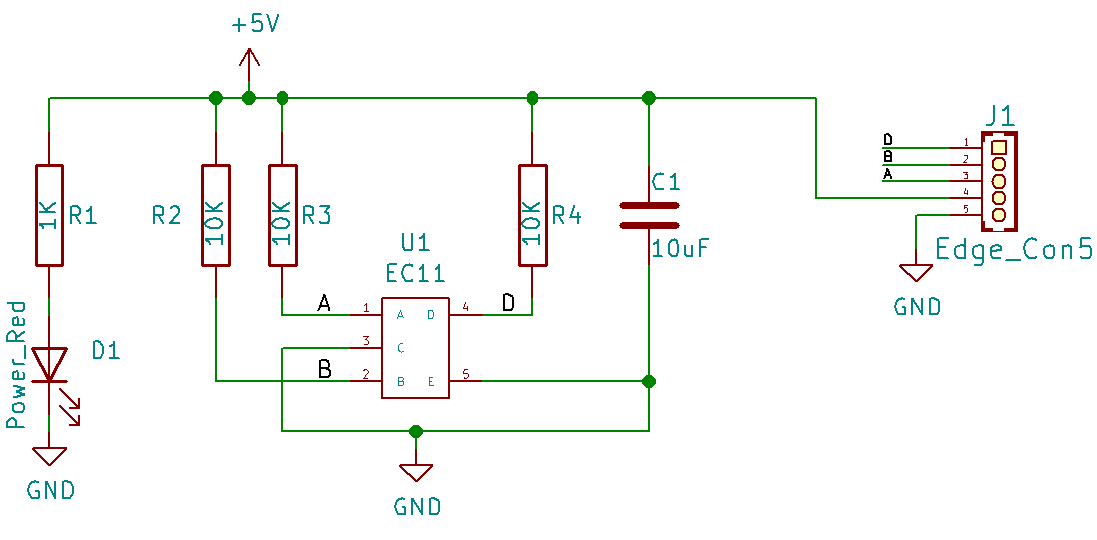 +5V
J1
D
B
A
1
2
3
4
5
Edge_Con5
GND
1K
R1
R2
10K
10K
R3
10K
R4
C1
10uF
U1
EC11
A
1
A
D
4
D
3
C
B
2
B
E
5
Power_Red
D1
GND
GND